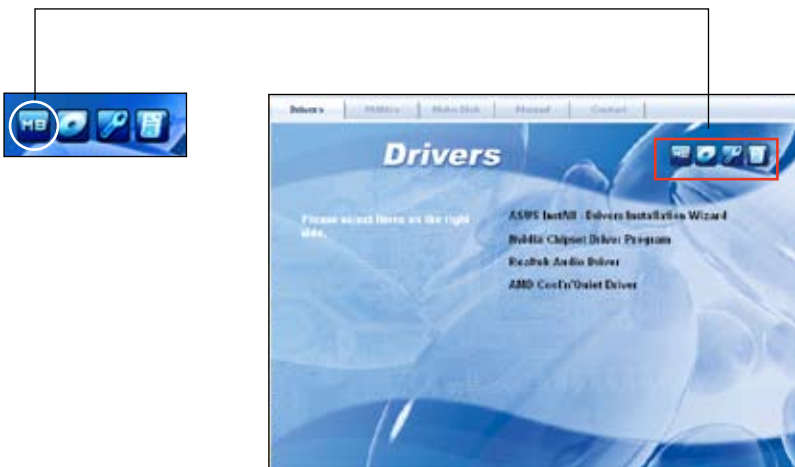 MB
Drivers Utilities Make Disk Manual Contact
Drivers
Please select items on the right
side.
ASUS InstAll - Drivers Installation Wizard
Nvidia Chipset Driver Program
Realtek Audio Driver
AMD Cool'n'Quiet Driver